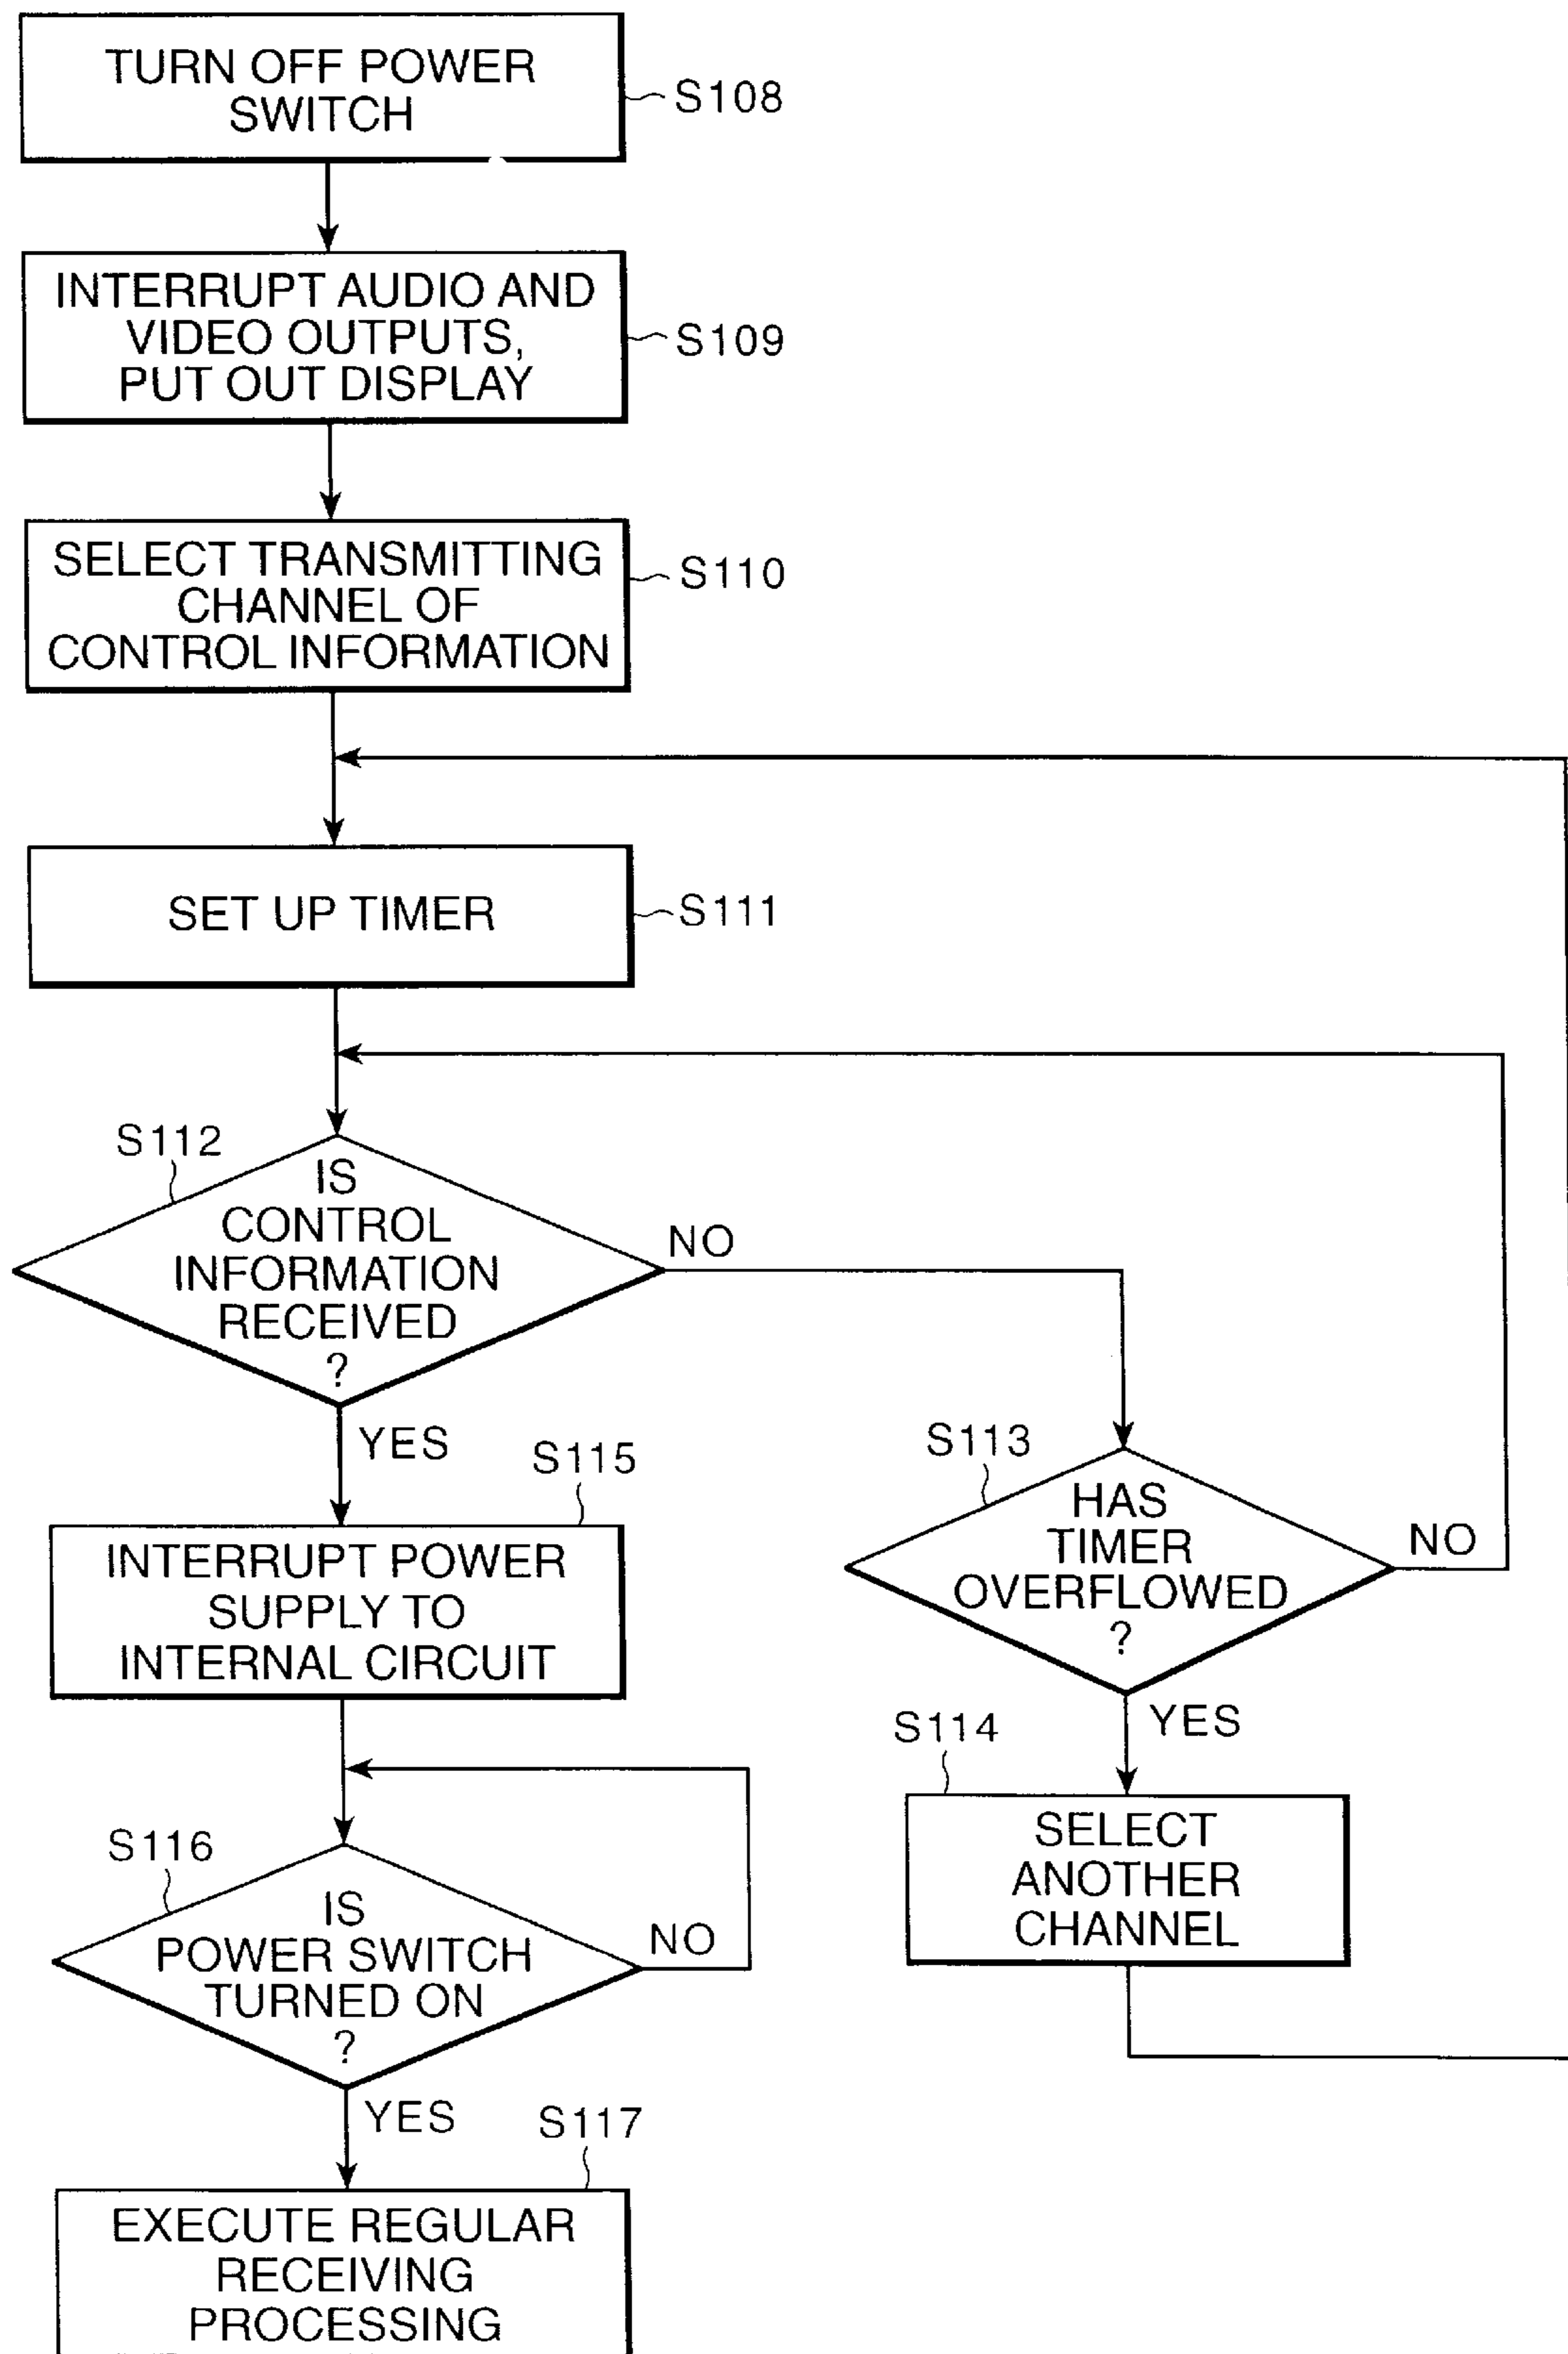 TURN OFF POWER
SWITCH
S108
INTERRUPT AUDIO AND
VIDEO OUTPUTS,
PUT OUT DISPLAY
S109
SELECT TRANSMITTING
CHANNEL OF
CONTROL INFORMATION
S110
SET UP TIMER
S111
S112
IS
CONTROL
INFORMATION
RECEIVED
?
NO
YES
S113
HAS
TIMER
OVERFLOWED
?
NO
YES
S114
SELECT
ANOTHER
CHANNEL
S115
INTERRUPT POWER
SUPPLY TO
INTERNAL CIRCUIT
S116
IS
POWER SWITCH
TURNED ON
?
NO
YES
S117
EXECUTE REGULAR
RECEIVING
PROCESSING